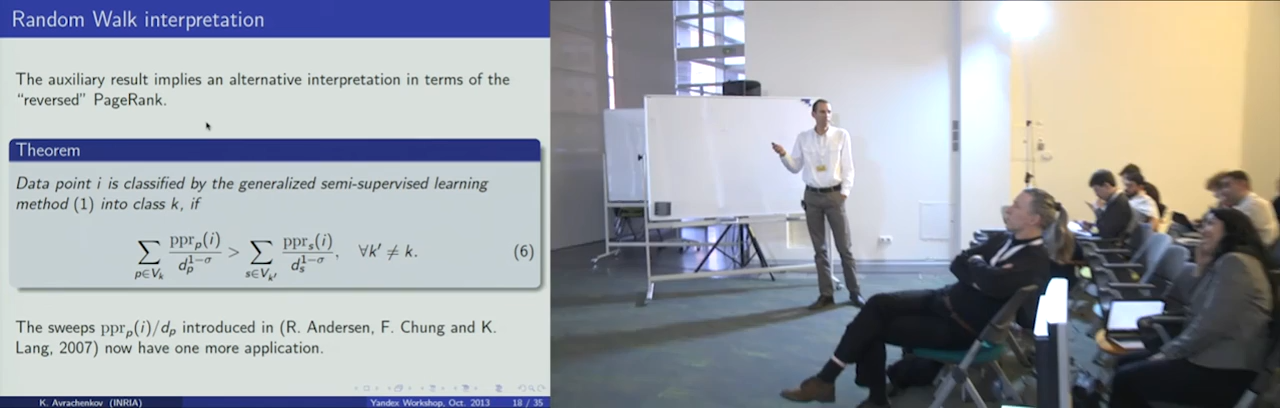 Random Walk interpretation
The auxiliary result implies an alternative interpretation in terms of the
“reversed” PageRank.
Theorem
Data point i is classified by the generalized semi-supervised learning
method (1) into class k, if
∑_{p∈V_k} ppr_p(i) / d_p^{1−σ} > ∑_{s∈V_{k′}} ppr_s(i) / d_s^{1−σ}, ∀k′ ≠ k. (6)
The sweeps ppr_p(i)/d_p introduced in (R. Andersen, F. Chung and K.
Lang, 2007) now have one more application.
K. Avrachenkov (INRIA) Yandex Workshop, Oct. 2013 18 / 35